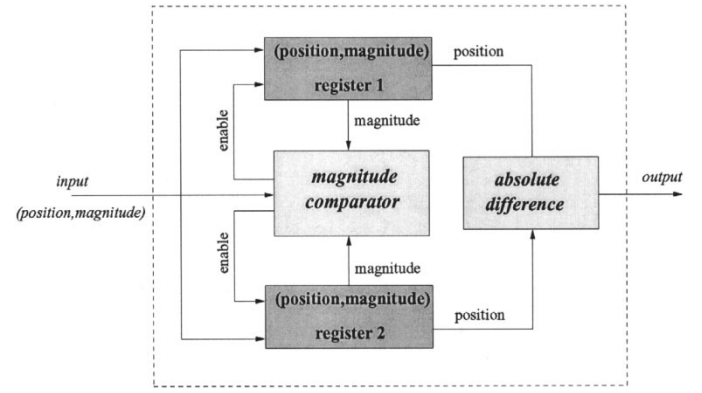 (position,magnitude)
register 1
position
enable
magnitude
input
(position,magnitude)
magnitude
comparator
absolute
difference
output
enable
magnitude
(position,magnitude)
register 2
position